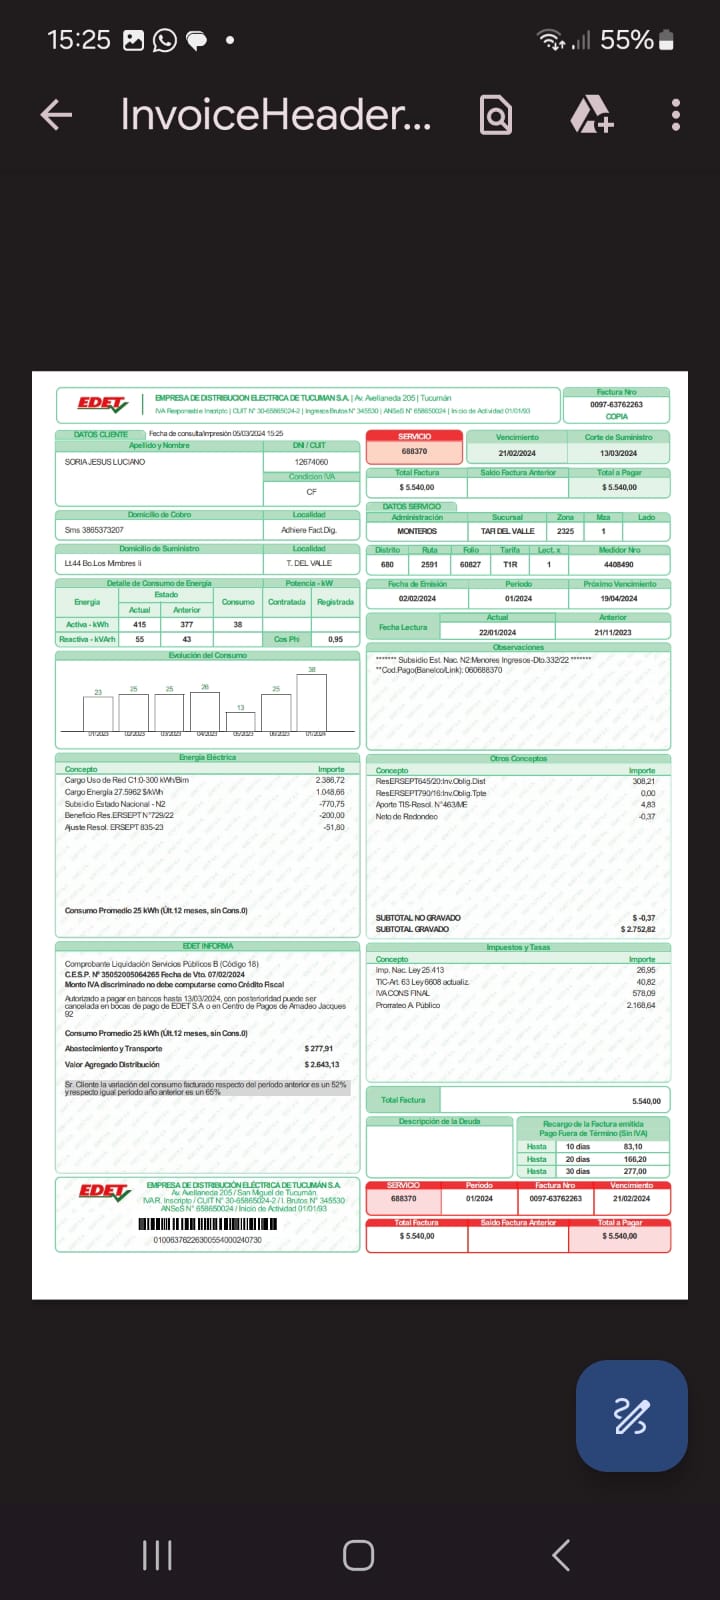 15:25
55%
InvoiceHeader...
EDET
EMPRESA DE DISTRIBUCION ELECTRICA DE TUCUMAN S.A. | Av. Avellaneda 205 | Tucumán
IVA Responsable Inscripto | CUIT N° 30-65865024-2 | Ingresos Brutos N° 345530 | ANSeS N° 658650024 | Inicio de Actividad 01/01/93
Factura Nro
0097-63762263
COPIA
DATOS CLIENTE
Fecha de consulta/impresión 05/03/2024 15:25
Apellido y Nombre
DNI / CUIT
SORIA JESUS LUCIANO
12674060
Condicion IVA
CF
Domicilio de Cobro
Localidad
Sms 3865373207
Adhiere Fact.Dig.
Domicilio de Suministro
Localidad
Lt.44 Bo.Los Mimbres Ii
T. DEL VALLE
SERVICIO
688370
Vencimiento
21/02/2024
Corte de Suministro
13/03/2024
Total Factura
Saldo Factura Anterior
Total a Pagar
$ 5.540,00
$ 5.540,00
DATOS SERVICIO
Administración
Sucursal
Zona
Mza
Lado
MONTEROS
TAFI DEL VALLE
2325
1
Distrito
Ruta
Folio
Tarifa
Lect. x
Medidor Nro
680
2591
60827
T1R
1
4408490
Fecha de Emisión
Periodo
Próximo Vencimiento
02/02/2024
01/2024
19/04/2024
Fecha Lectura
Actual
Anterior
22/01/2024
21/11/2023
Detalle de Consumo de Energía
Potencia - kW
Energía
Estado
Consumo
Contratada
Registrada
Actual
Anterior
Activa - kWh
415
377
38
Reactiva - kVArh
55
43
Cos Phi
0,95
Evolución del Consumo
23
25
25
26
13
25
38
01/2023
02/2023
03/2023
04/2023
05/2023
06/2023
01/2024
Observaciones
******* Subsidio Est. Nac. N2:Menores Ingresos-Dto.332/22 *******
**Cod.Pago(Banelco/Link): 060688370
Energía Eléctrica
Concepto
Importe
Cargo Uso de Red C1:0-300 kWh/Bim
2.386,72
Cargo Energía 27.5962 $/kWh
1.048,66
Subsidio Estado Nacional - N2
-770,75
Beneficio Res.ERSEPT N°729/22
-200,00
Ajuste Resol. ERSEPT 835-23
-51,80
Consumo Promedio 25 kWh (Últ.12 meses, sin Cons.0)
Otros Conceptos
Concepto
Importe
ResERSEPT645/20:Inv.Oblig.Dist
308,21
ResERSEPT790/16:Inv.Oblig.Tpte
0,00
Aporte TIS-Resol. N°463/ME
4,83
Neto de Redondeo
-0,37
SUBTOTAL NO GRAVADO
$ -0,37
SUBTOTAL GRAVADO
$ 2.752,82
EDET INFORMA
Comprobante Liquidación Servicios Públicos B (Código 18)
C.E.S.P. N° 35052005064265 Fecha de Vto. 07/02/2024
Monto IVA discriminado no debe computarse como Crédito Fiscal
Autorizado a pagar en bancos hasta 13/03/2024, con posterioridad puede ser
cancelada en bocas de pago de EDET S.A o en Centro de Pagos de Amadeo Jacques
92
Consumo Promedio 25 kWh (Últ.12 meses, sin Cons.0)
Abastecimiento y Transporte
$ 277,91
Valor Agregado Distribución
$ 2.643,13
Sr. Cliente la variación del consumo facturado respecto del periodo anterior es un 52%
y respecto igual periodo año anterior es un 65%
Impuestos y Tasas
Concepto
Importe
Imp. Nac. Ley 25.413
26,95
TIC-Art. 63 Ley 6608 actualiz.
40,82
IVA CONS FINAL
578,09
Prorrateo A. Público
2.168,64
Total Factura
5.540,00
Descripción de la Deuda
Recargo de la Factura emitida
Pago Fuera de Término (Sin IVA)
Hasta
10 dias
83,10
Hasta
20 dias
166,20
Hasta
30 dias
277,00
EDET
EMPRESA DE DISTRIBUCIÓN ELÉCTRICA DE TUCUMÁN S.A.
Av. Avellaneda 205 / San Miguel de Tucumán
IVA R. Inscripto / CUIT N° 30-65865024-2 / I. Brutos N° 345530
ANSeS N° 658650024 / Inicio de Actividad 01/01/93
01006376226300554000240730
SERVICIO
Periodo
Factura Nro
Vencimiento
688370
01/2024
0097-63762263
21/02/2024
Total Factura
Saldo Factura Anterior
Total a Pagar
$ 5.540,00
$ 5.540,00